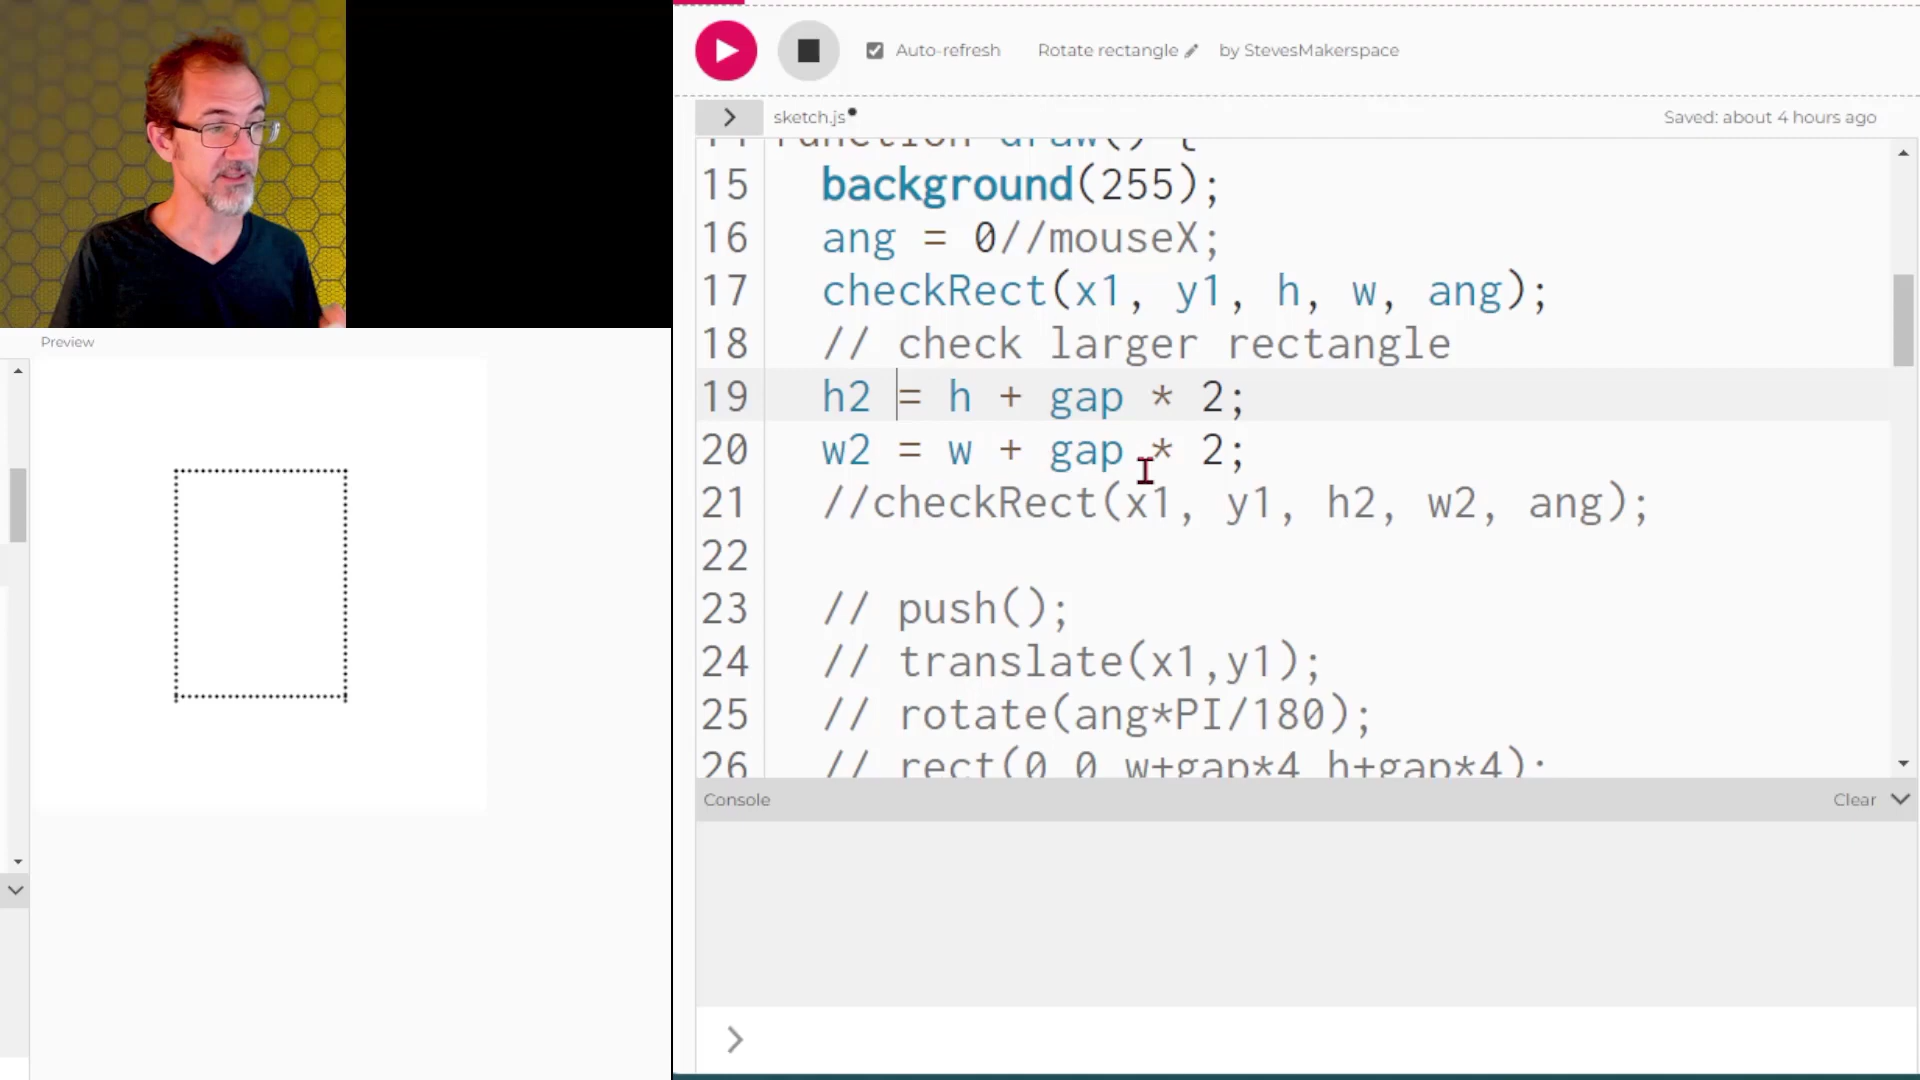 Auto-refresh
Rotate rectangle
by StevesMakerspace
sketch.js
Saved: about 4 hours ago
14 function draw() {
15 background(255);
16 ang = 0//mouseX;
17 checkRect(x1, y1, h, w, ang);
18 // check larger rectangle
19 h2 = h + gap * 2;
20 w2 = w + gap * 2;
21 //checkRect(x1, y1, h2, w2, ang);
22
23 // push();
24 // translate(x1,y1);
25 // rotate(ang*PI/180);
26 // rect(0 0 w+gap*4 h+gap*4);
Preview
Console
Clear